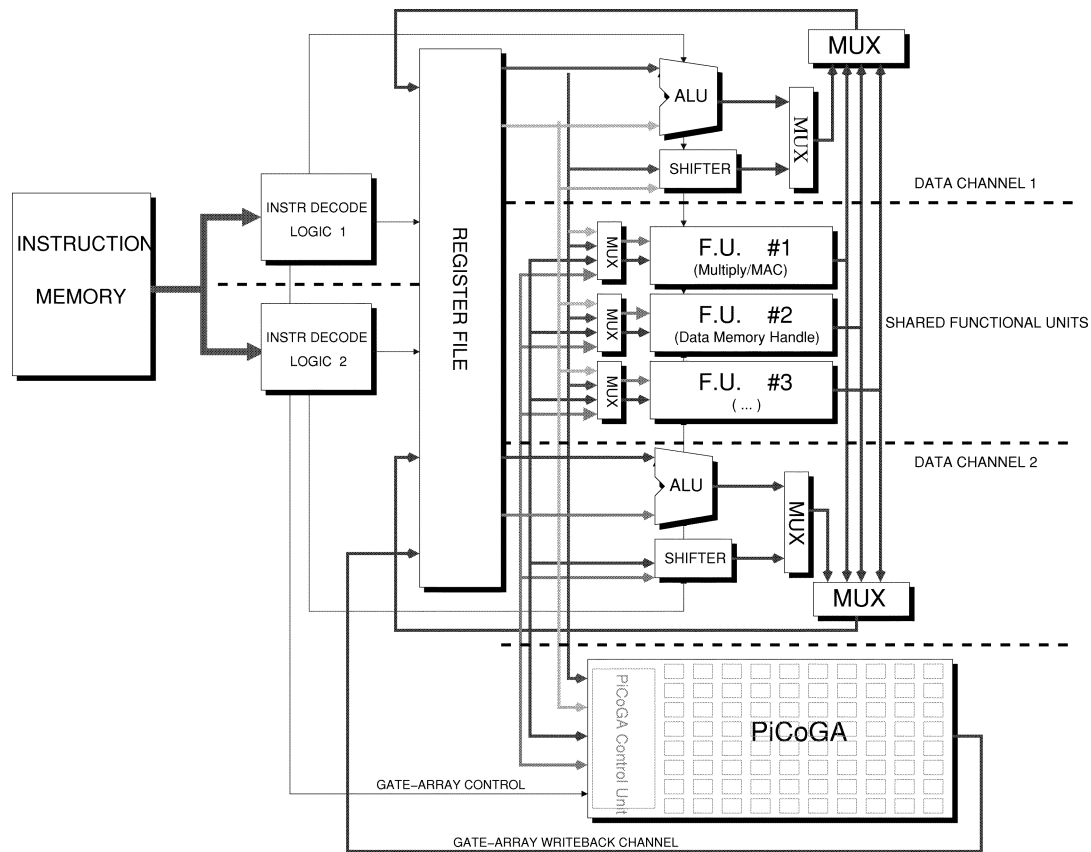 MUX
ALU
MUX
SHIFTER
DATA CHANNEL 1
INSTRUCTION
MEMORY
INSTR DECODE
LOGIC 1
INSTR DECODE
LOGIC 2
REGISTER FILE
MUX
F.U. #1
(Multiply/MAC)
MUX
F.U. #2
(Data Memory Handle)
SHARED FUNCTIONAL UNITS
MUX
F.U. #3
( ... )
DATA CHANNEL 2
ALU
MUX
SHIFTER
MUX
PiCoGA Control Unit
PiCoGA
GATE-ARRAY CONTROL
GATE-ARRAY WRITEBACK CHANNEL